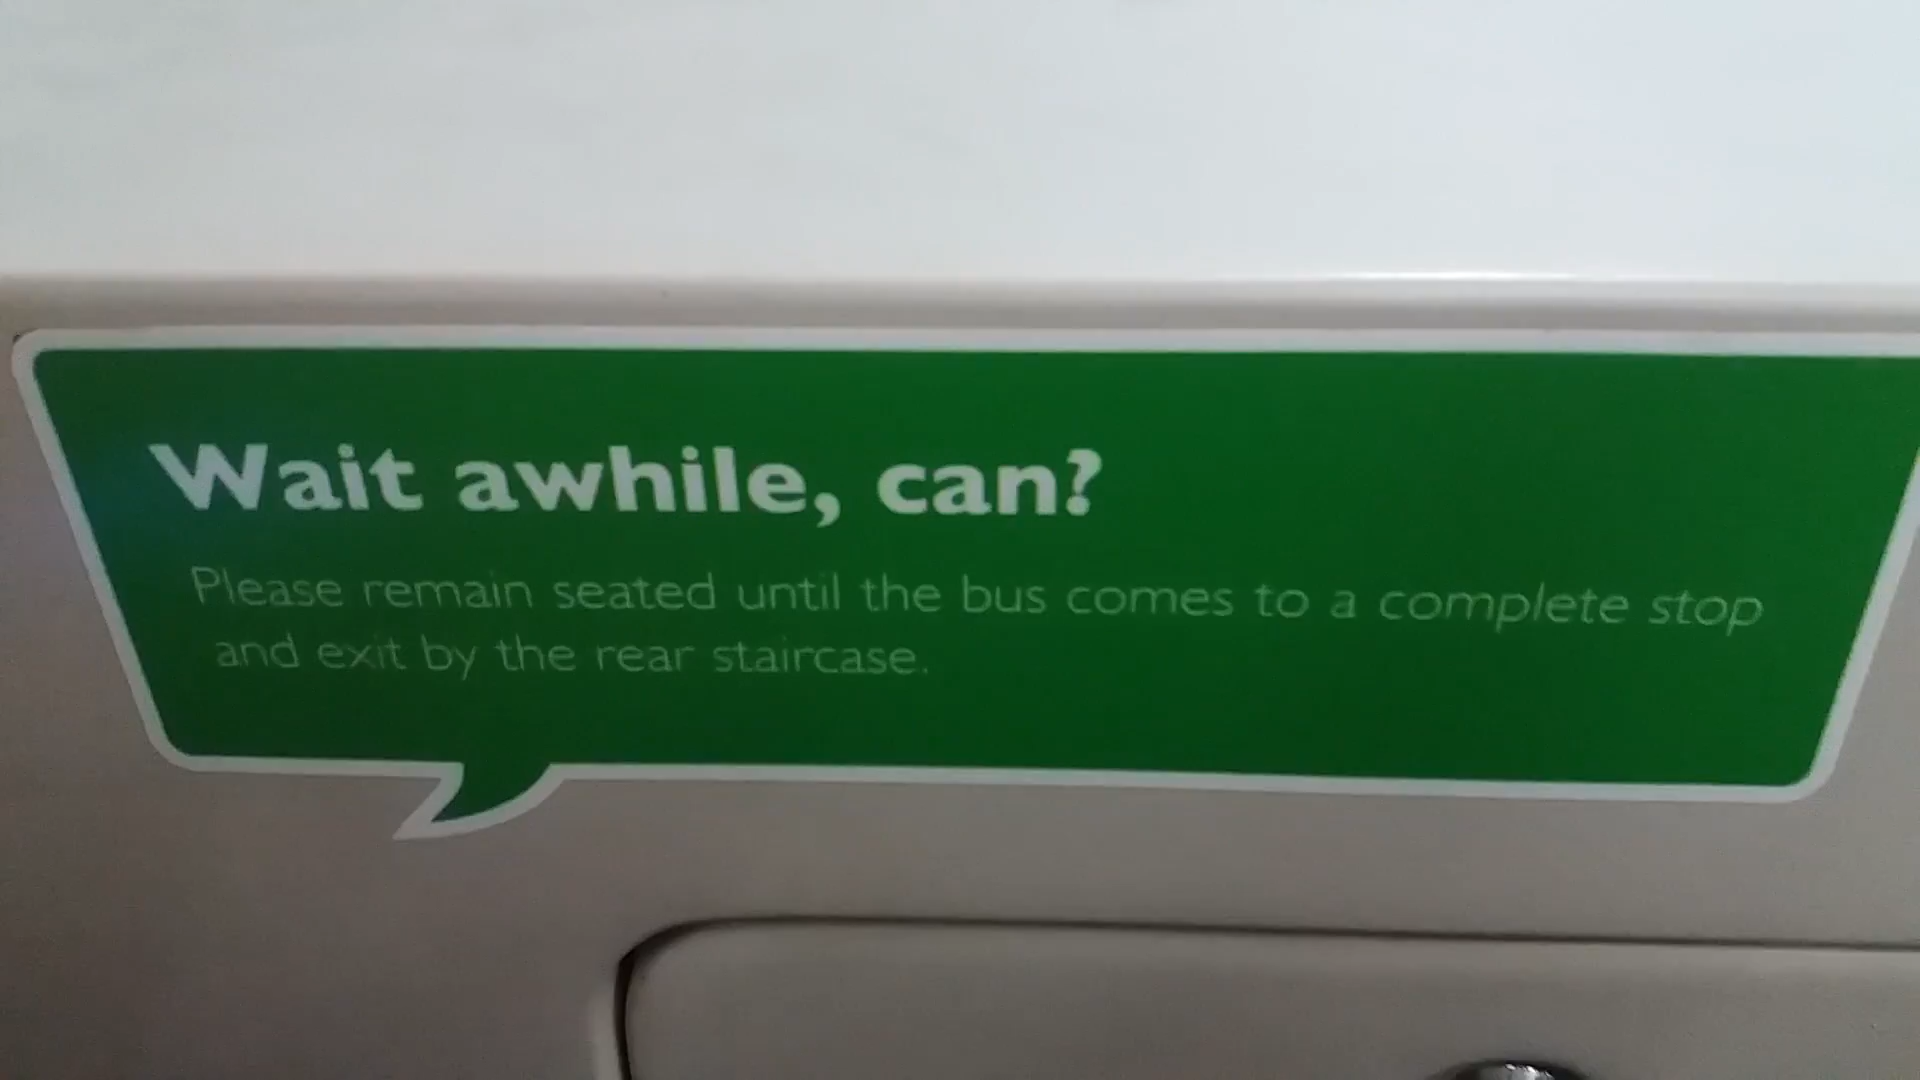 Wait awhile, can?
Please remain seated until the bus comes to a complete stop
and exit by the rear staircase.